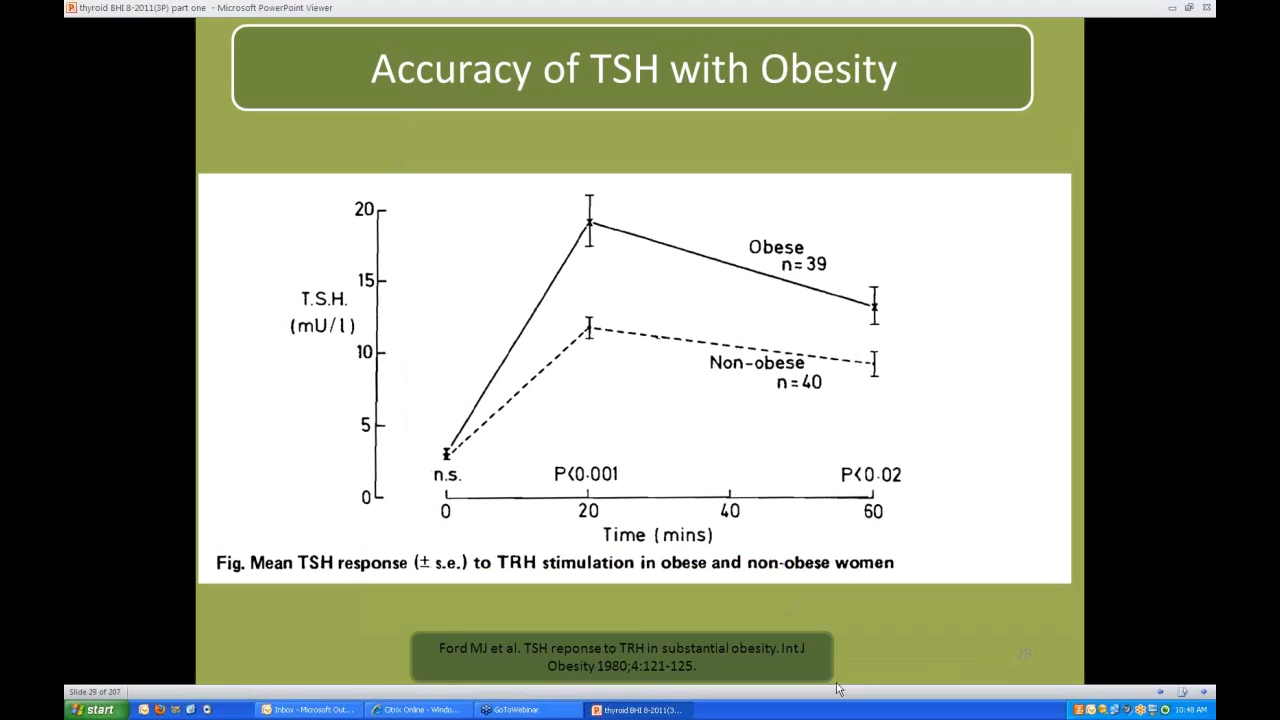 thyroid BHI 8-2011(3P) part one - Microsoft PowerPoint Viewer
Accuracy of TSH with Obesity
20
15
10
5
0
T.S.H.
(mU/l)
Obese
n=39
Non-obese
n=40
n.s.
P<0.001
P<0.02
0 20 40 60
Time (mins)
Fig. Mean TSH response (± s.e.) to TRH stimulation in obese and non-obese women
Ford MJ et al. TSH reponse to TRH in substantial obesity. Int J
Obesity 1980;4:121-125.
29
Slide 29 of 207
start
Inbox - Microsoft Out...
Citrix Online - Windo...
GoToWebinar
thyroid BHI 8-2011(3...
10:48 AM